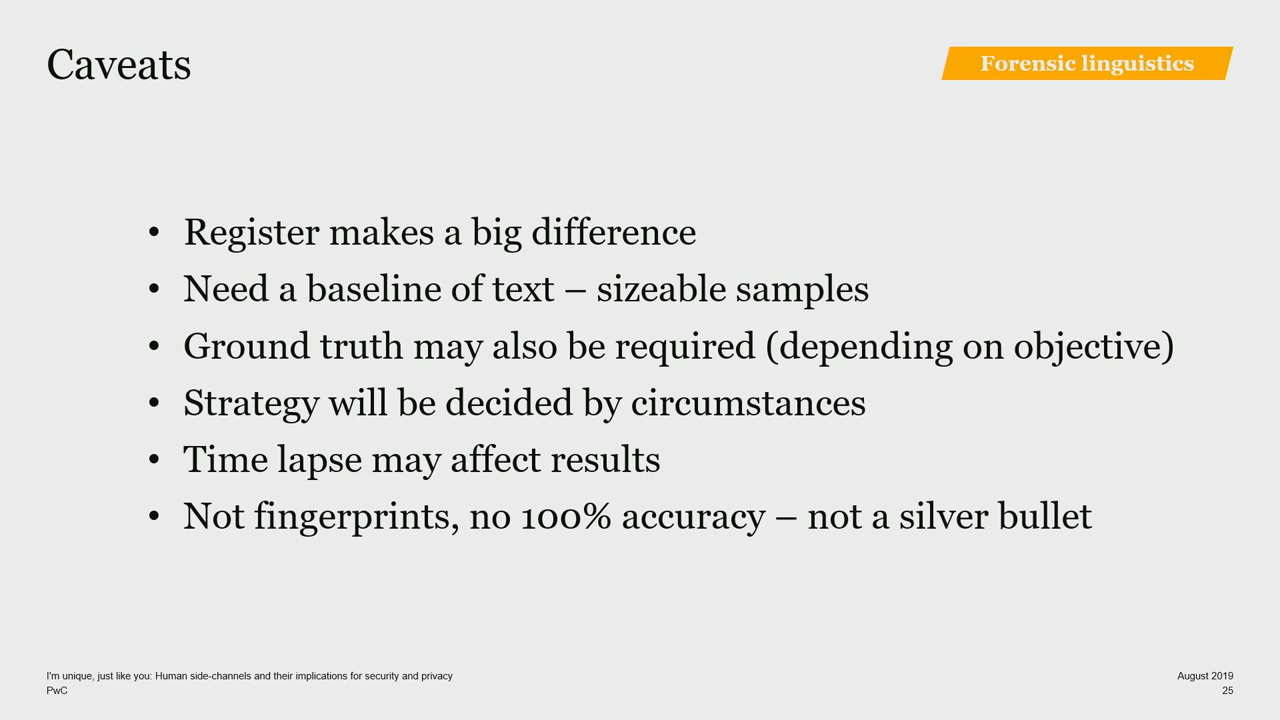 Caveats
Forensic linguistics
• Register makes a big difference
• Need a baseline of text – sizeable samples
• Ground truth may also be required (depending on objective)
• Strategy will be decided by circumstances
• Time lapse may affect results
• Not fingerprints, no 100% accuracy – not a silver bullet
I'm unique, just like you: Human side-channels and their implications for security and privacy
PwC
August 2019
25